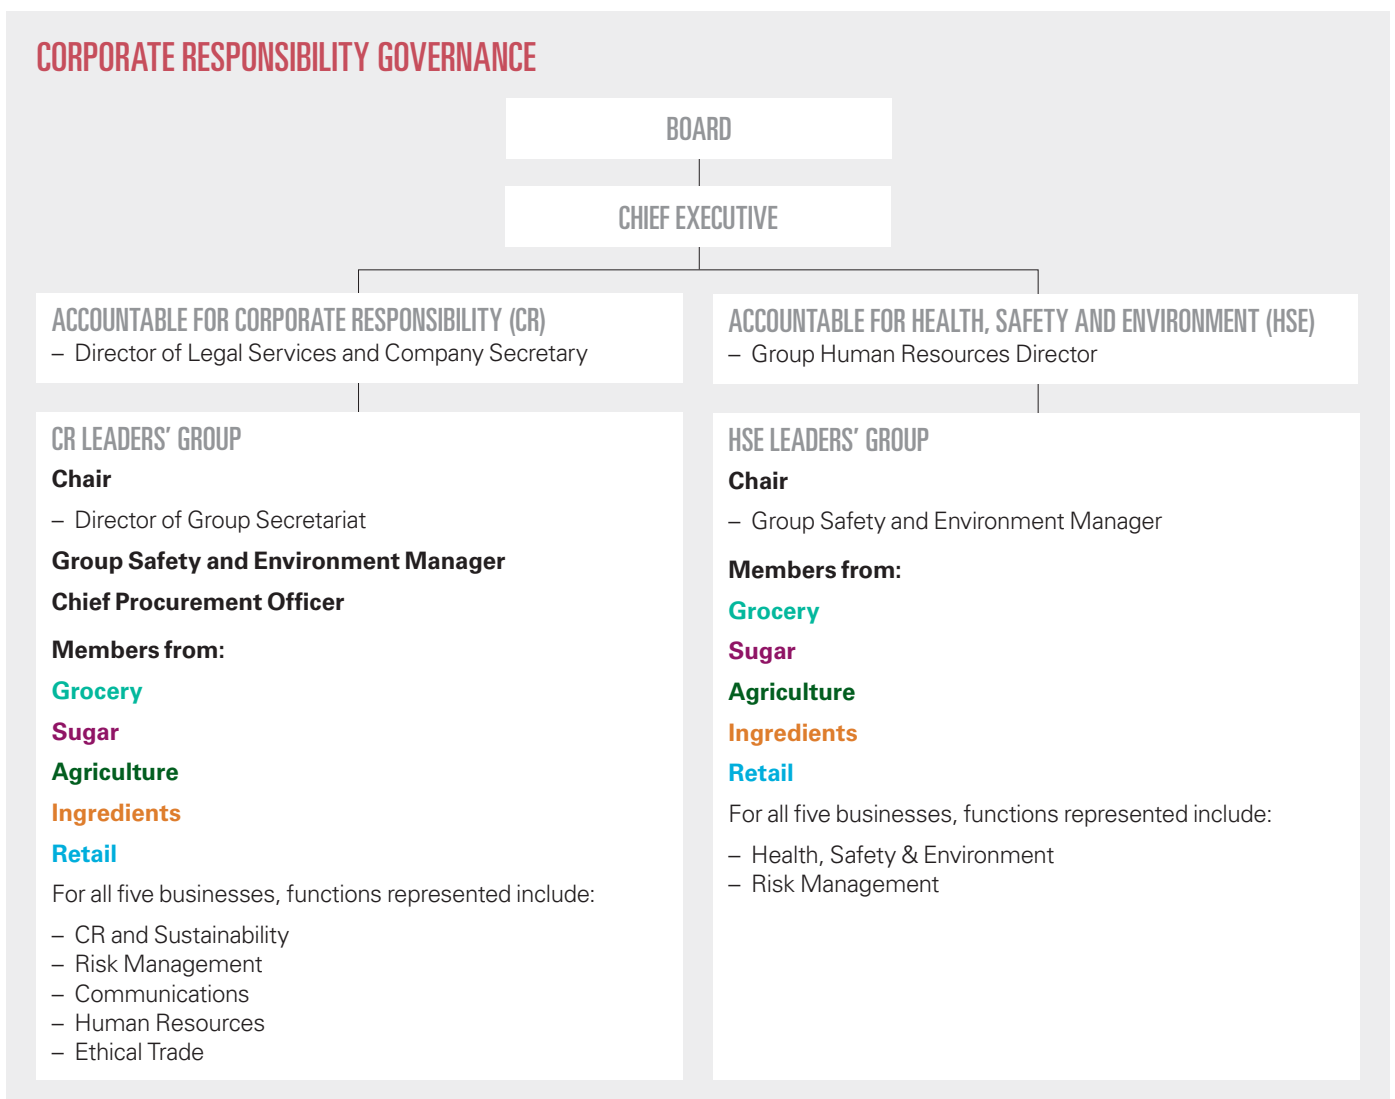 CORPORATE RESPONSIBILITY GOVERNANCE
BOARD
CHIEF EXECUTIVE
ACCOUNTABLE FOR CORPORATE RESPONSIBILITY (CR)
– Director of Legal Services and Company Secretary
ACCOUNTABLE FOR HEALTH, SAFETY AND ENVIRONMENT (HSE)
– Group Human Resources Director
CR LEADERS’ GROUP
Chair
– Director of Group Secretariat
Group Safety and Environment Manager
Chief Procurement Officer
Members from:
Grocery
Sugar
Agriculture
Ingredients
Retail
For all five businesses, functions represented include:
– CR and Sustainability
– Risk Management
– Communications
– Human Resources
– Ethical Trade
HSE LEADERS’ GROUP
Chair
– Group Safety and Environment Manager
Members from:
Grocery
Sugar
Agriculture
Ingredients
Retail
For all five businesses, functions represented include:
– Health, Safety & Environment
– Risk Management